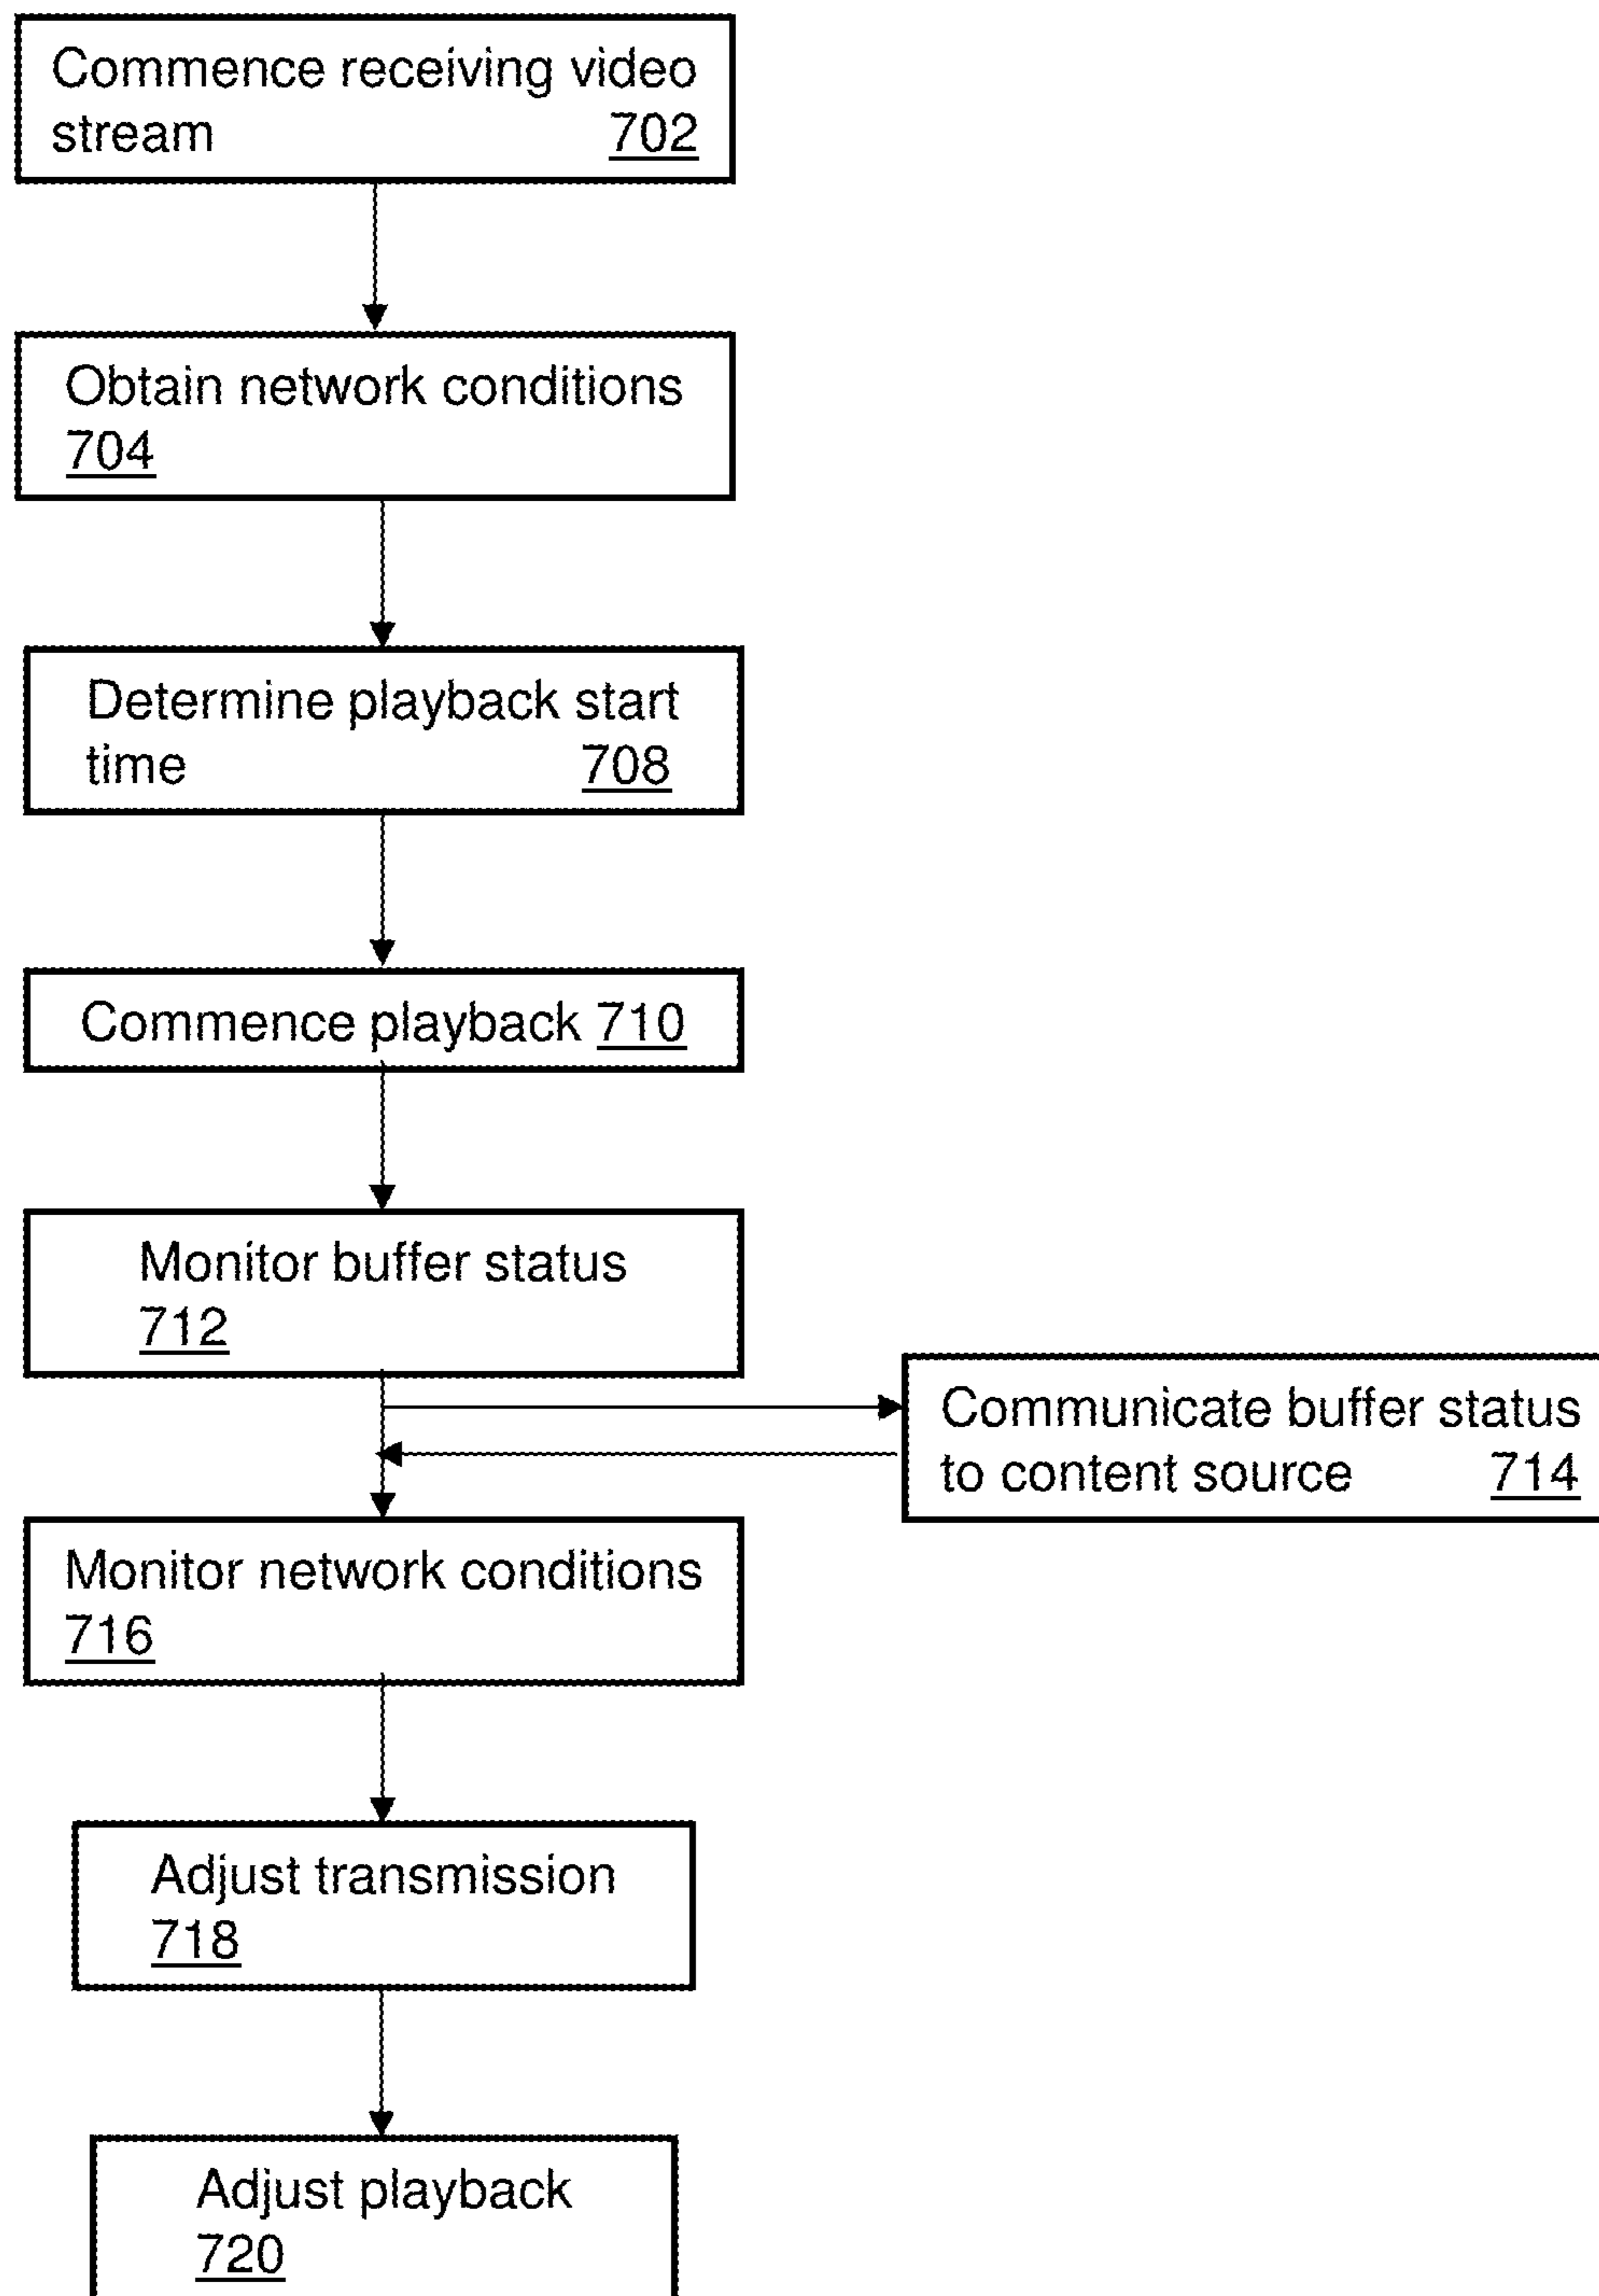 Commence receiving video
stream 702
Obtain network conditions
704
Determine playback start
time 708
Commence playback 710
Monitor buffer status
712
Communicate buffer status
to content source 714
Monitor network conditions
716
Adjust transmission
718
Adjust playback
720